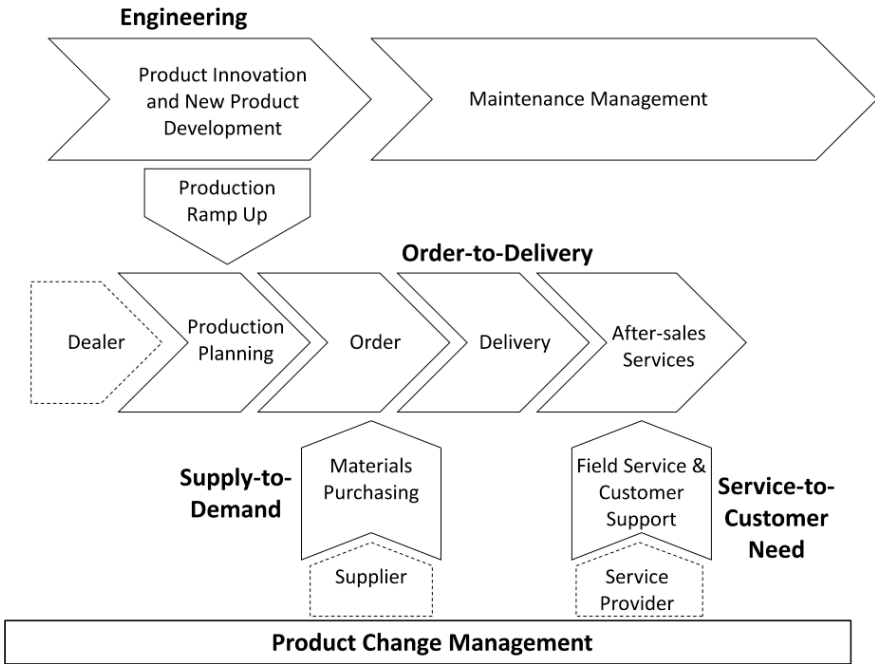 Engineering
Product Innovation
and New Product
Development
Maintenance Management
Production
Ramp Up
Order-to-Delivery
Dealer
Production
Planning
Order
Delivery
After-sales
Services
Supply-to-
Demand
Materials
Purchasing
Field Service &
Customer
Support
Service-to-
Customer
Need
Supplier
Service
Provider
Product Change Management